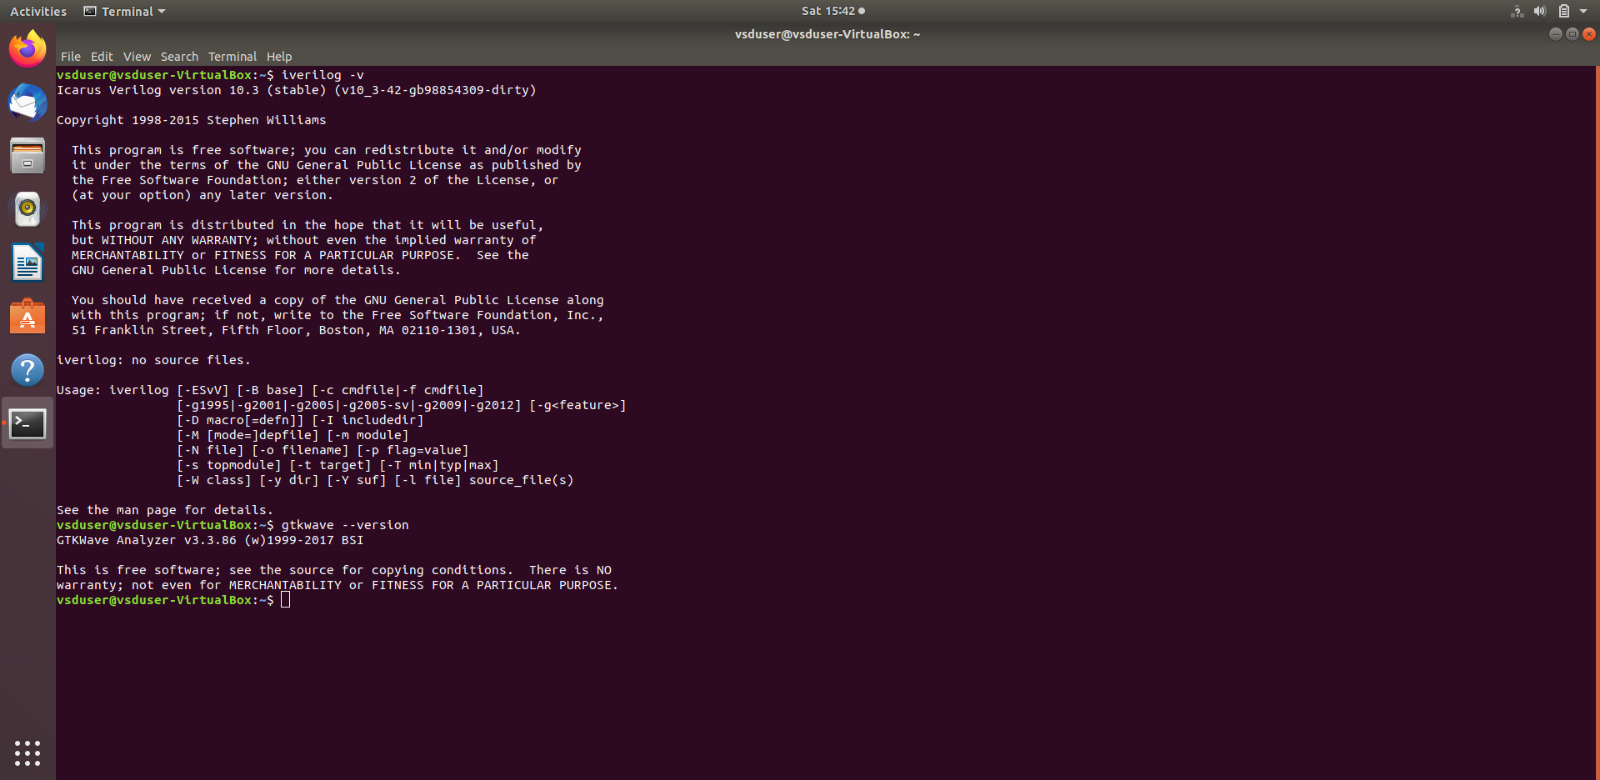 Activities Terminal Sat 15:42
vsduser@vsduser-VirtualBox: ~
File Edit View Search Terminal Help
vsduser@vsduser-VirtualBox:~$ iverilog -v
Icarus Verilog version 10.3 (stable) (v10_3-42-gb98854309-dirty)
Copyright 1998-2015 Stephen Williams
This program is free software; you can redistribute it and/or modify
it under the terms of the GNU General Public License as published by
the Free Software Foundation; either version 2 of the License, or
(at your option) any later version.
This program is distributed in the hope that it will be useful,
but WITHOUT ANY WARRANTY; without even the implied warranty of
MERCHANTABILITY or FITNESS FOR A PARTICULAR PURPOSE.  See the
GNU General Public License for more details.
You should have received a copy of the GNU General Public License along
with this program; if not, write to the Free Software Foundation, Inc.,
51 Franklin Street, Fifth Floor, Boston, MA 02110-1301, USA.
iverilog: no source files.
Usage: iverilog [-ESvV] [-B base] [-c cmdfile|-f cmdfile]
[-g1995|-g2001|-g2005|-g2005-sv|-g2009|-g2012] [-g<feature>]
[-D macro[=defn]] [-I includedir]
[-M [mode=]depfile] [-m module]
[-N file] [-o filename] [-p flag=value]
[-s topmodule] [-t target] [-T min|typ|max]
[-W class] [-y dir] [-Y suf] [-l file] source_file(s)
See the man page for details.
vsduser@vsduser-VirtualBox:~$ gtkwave --version
GTKWave Analyzer v3.3.86 (w)1999-2017 BSI
This is free software; see the source for copying conditions.  There is NO
warranty; not even for MERCHANTABILITY or FITNESS FOR A PARTICULAR PURPOSE.
vsduser@vsduser-VirtualBox:~$